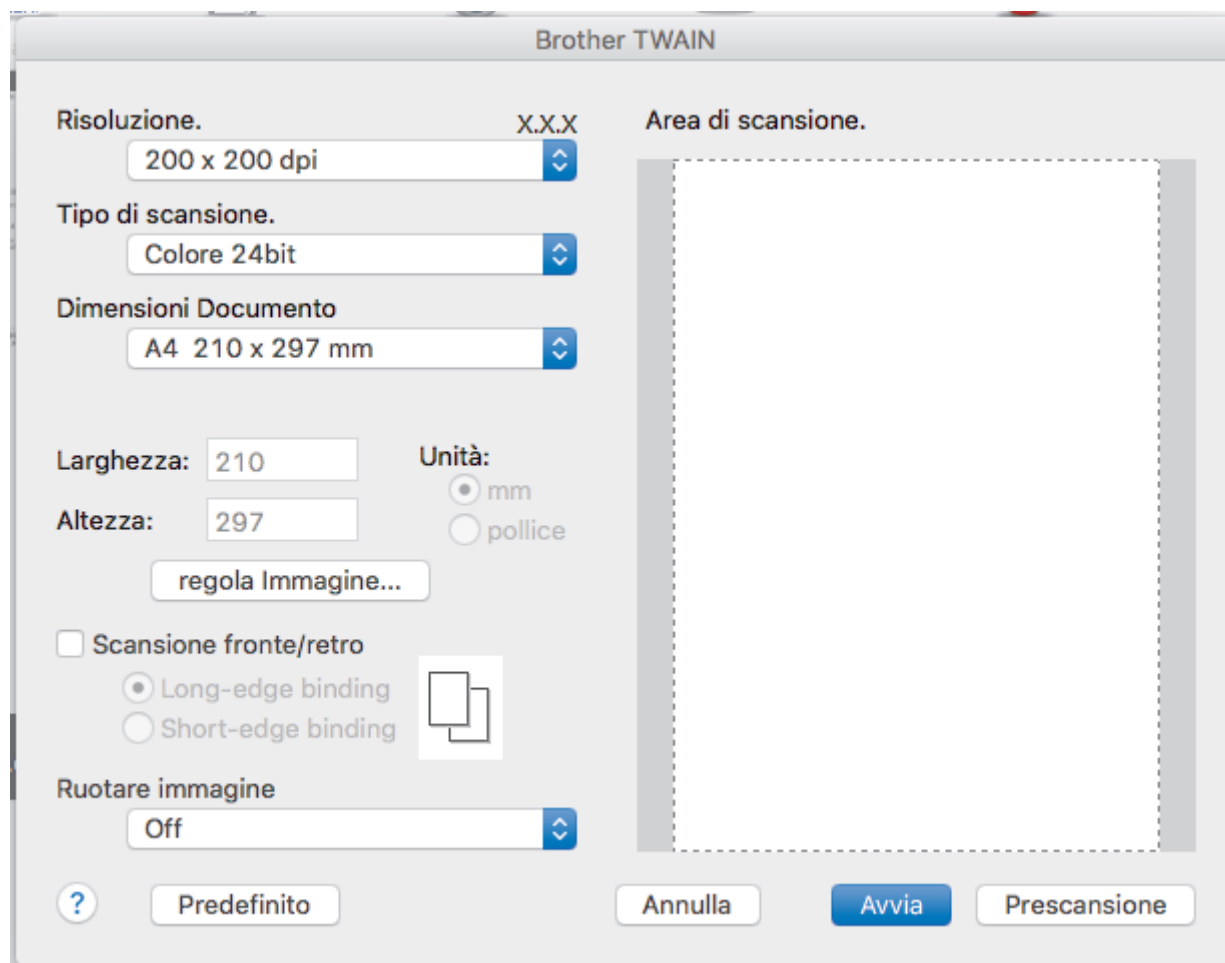 Brother TWAIN
Risoluzione.
X.X.X
200 x 200 dpi
Tipo di scansione.
Colore 24bit
Dimensioni Documento
A4 210 x 297 mm
Larghezza: 210
Altezza: 297
Unità:
mm
pollice
regola Immagine...
Scansione fronte/retro
Long-edge binding
Short-edge binding
Ruotare immagine
Off
? Predefinito
Area di scansione.
Annulla Avvia Prescansione